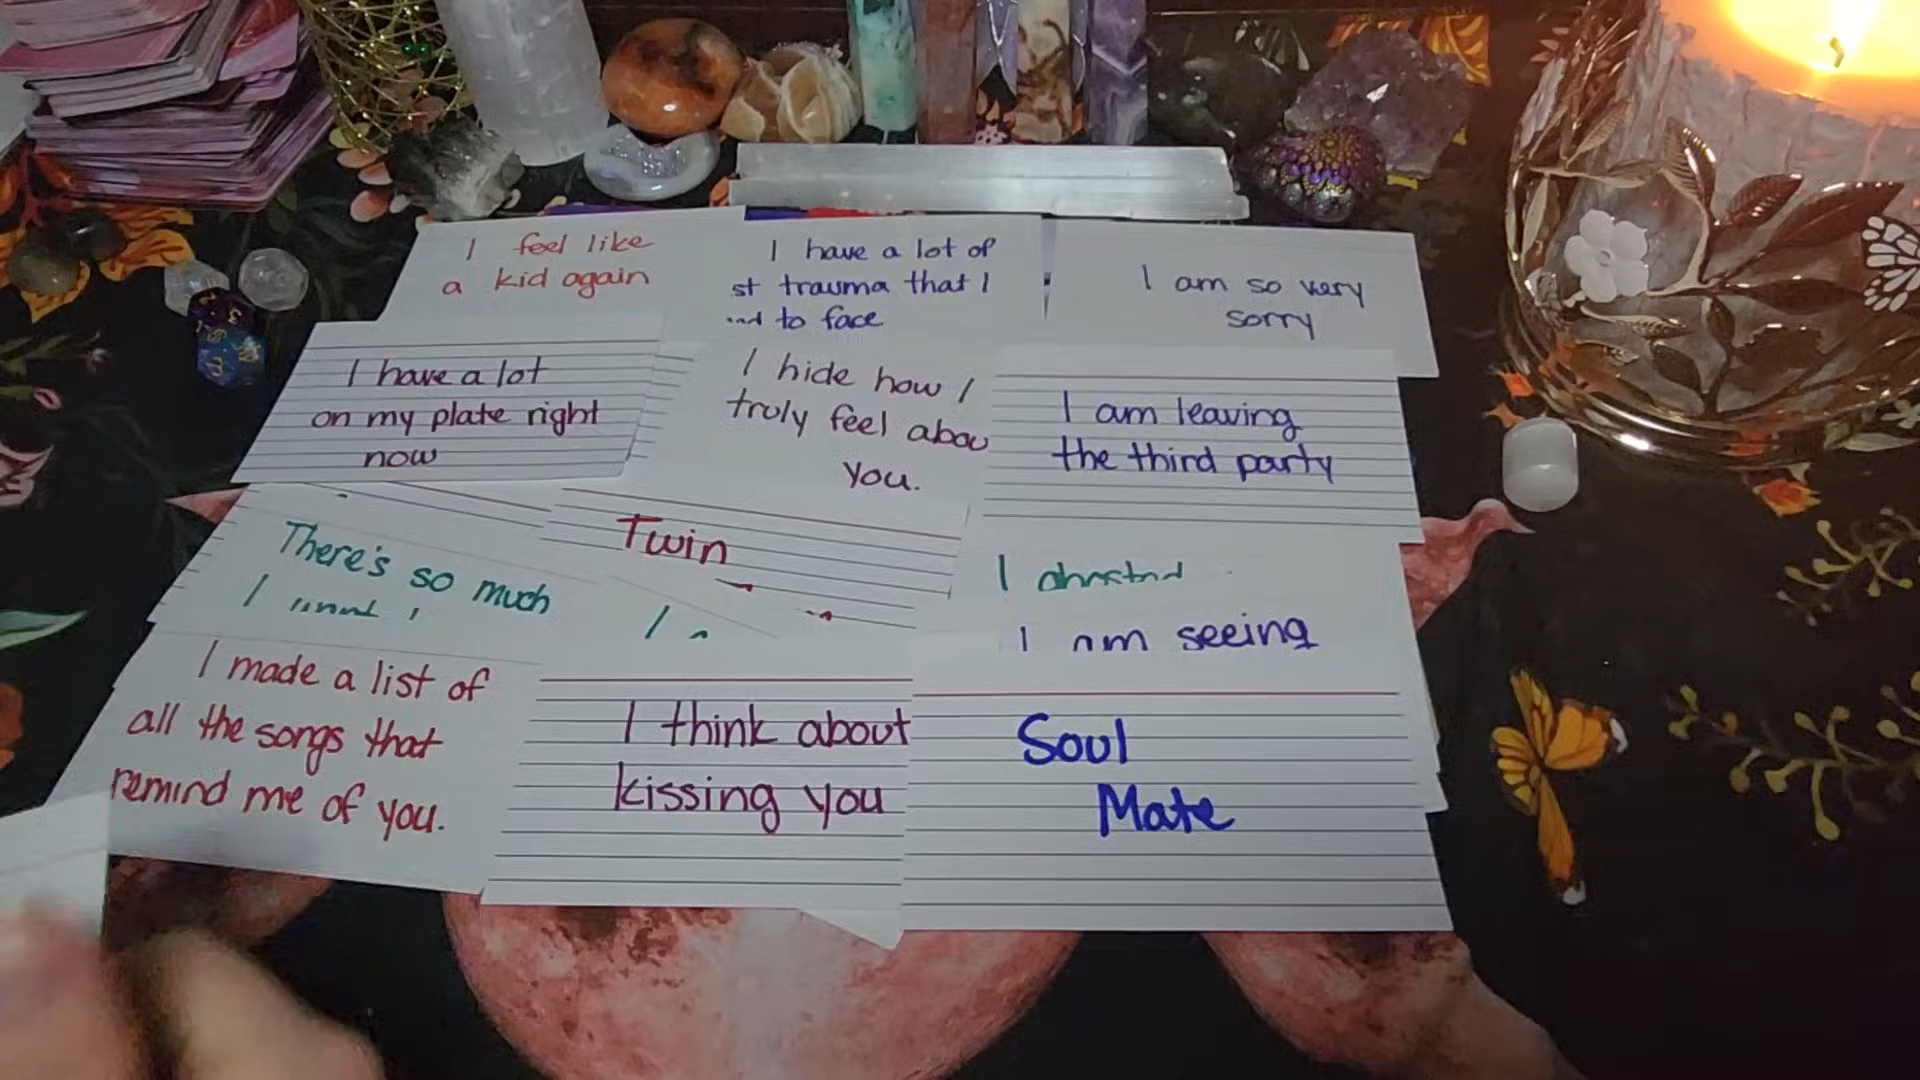 I feel like
a kid again
I have a lot of
st trauma that I
to face
I am so very
sorry
I have a lot
on my plate right
now
I hide how I
truly feel abou
you.
I am leaving
the third party
There's so much
I
Twin
I
I
I am seeing
I made a list of
all the songs that
remind me of you.
I think about
kissing you
Soul
Mate